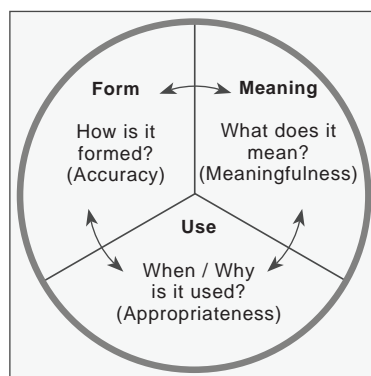 Form
How is it
formed?
(Accuracy)
Meaning
What does it
mean?
(Meaningfulness)
Use
When / Why
is it used?
(Appropriateness)